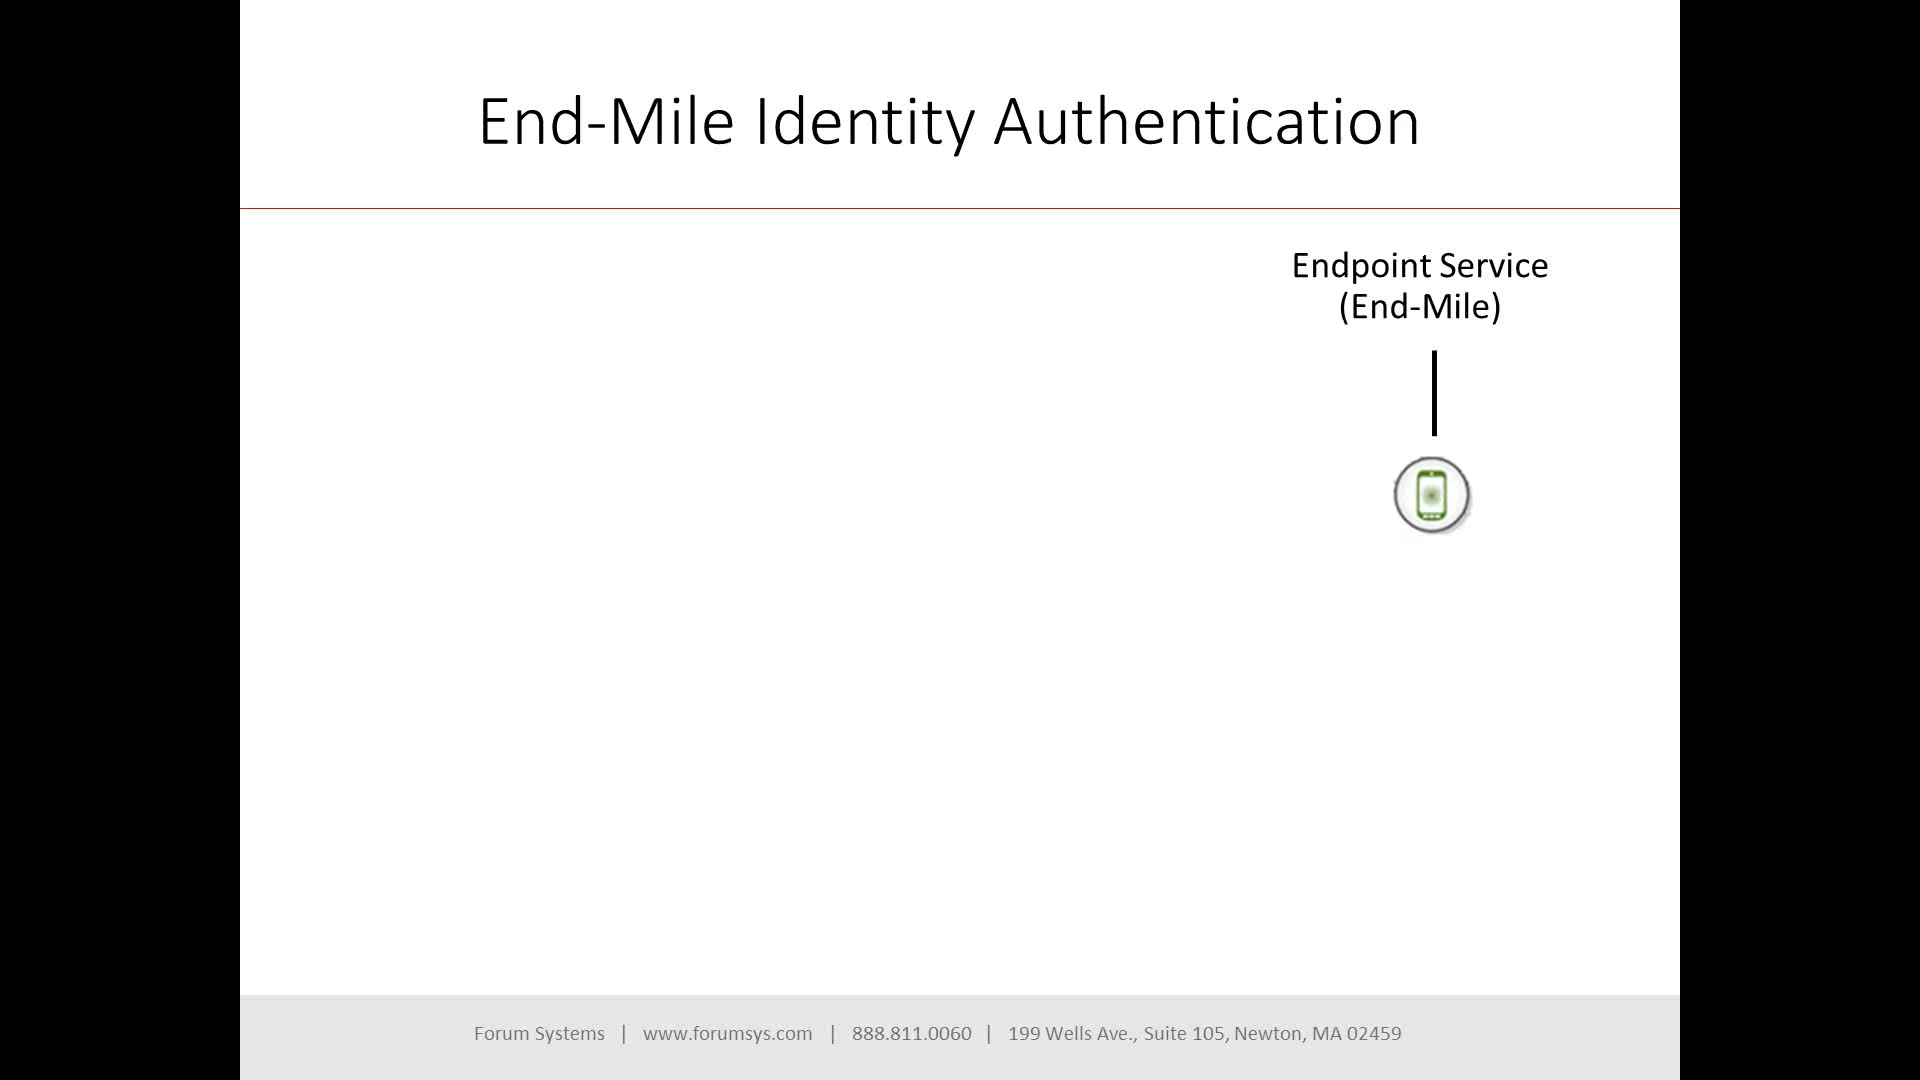 End-Mile Identity Authentication
Endpoint Service
(End-Mile)
Forum Systems | www.forumsys.com | 888.811.0060 | 199 Wells Ave., Suite 105, Newton, MA 02459